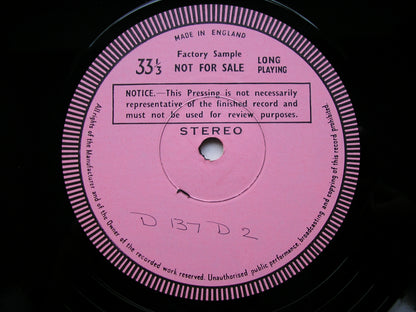 MADE IN ENGLAND
Factory Sample
33⅓ NOT FOR SALE LONG PLAYING
NOTICE.—This Pressing is not necessarily
representative of the finished record and
must not be used for review purposes.
STEREO
D 137 D 2
All rights of the Manufacturer and of the Owner of the recorded work reserved. Unauthorised public performance, broadcasting and copying of this record prohibited.